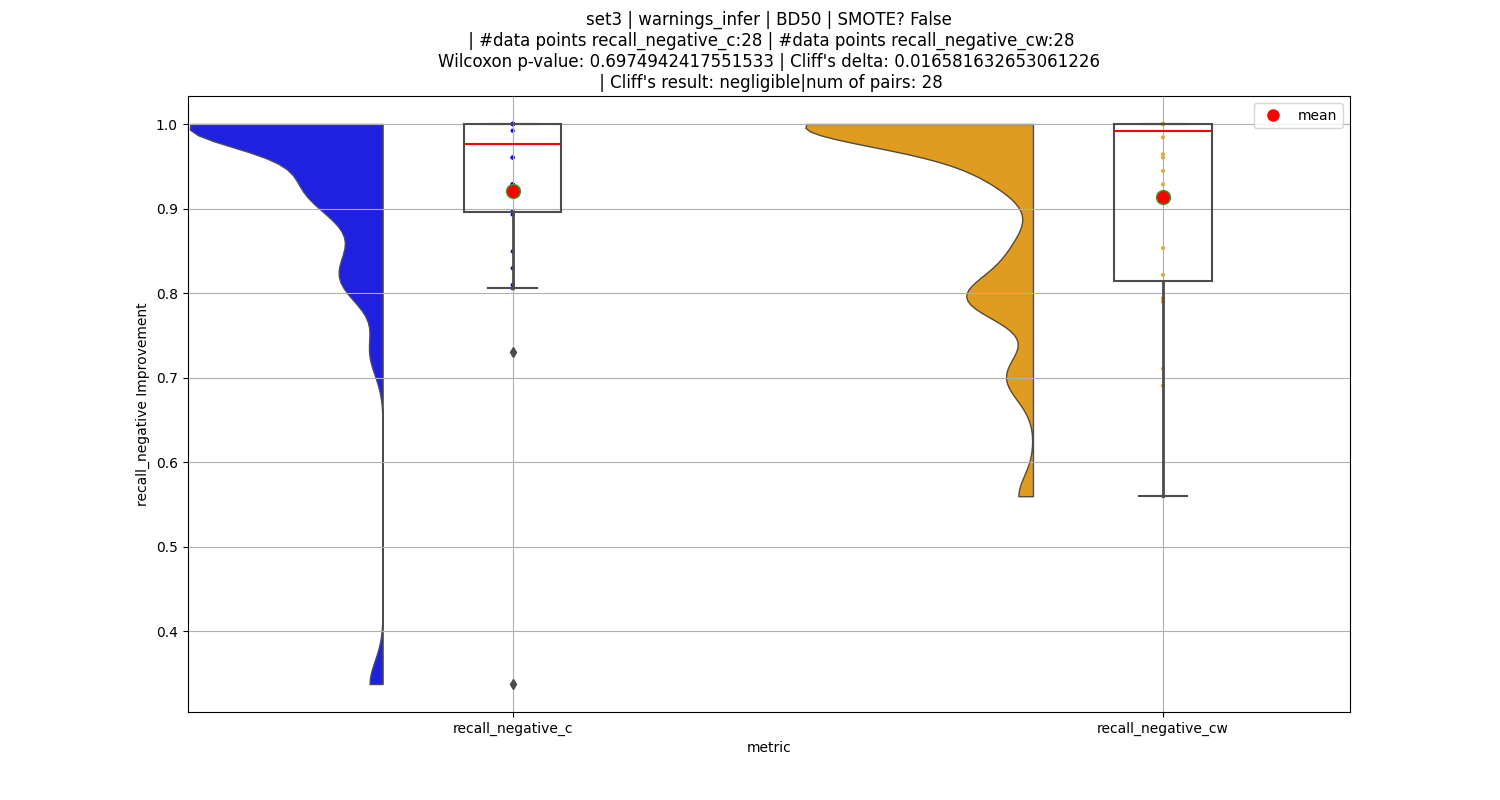 set3 | warnings_infer | BD50 | SMOTE? False
| #data points recall_negative_c:28 | #data points recall_negative_cw:28
Wilcoxon p-value: 0.6974942417551533 | Cliff's delta: 0.016581632653061226
| Cliff's result: negligible|num of pairs: 28
mean
1.0
0.9
0.8
0.7
0.6
0.5
0.4
recall_negative Improvement
recall_negative_c
recall_negative_cw
metric